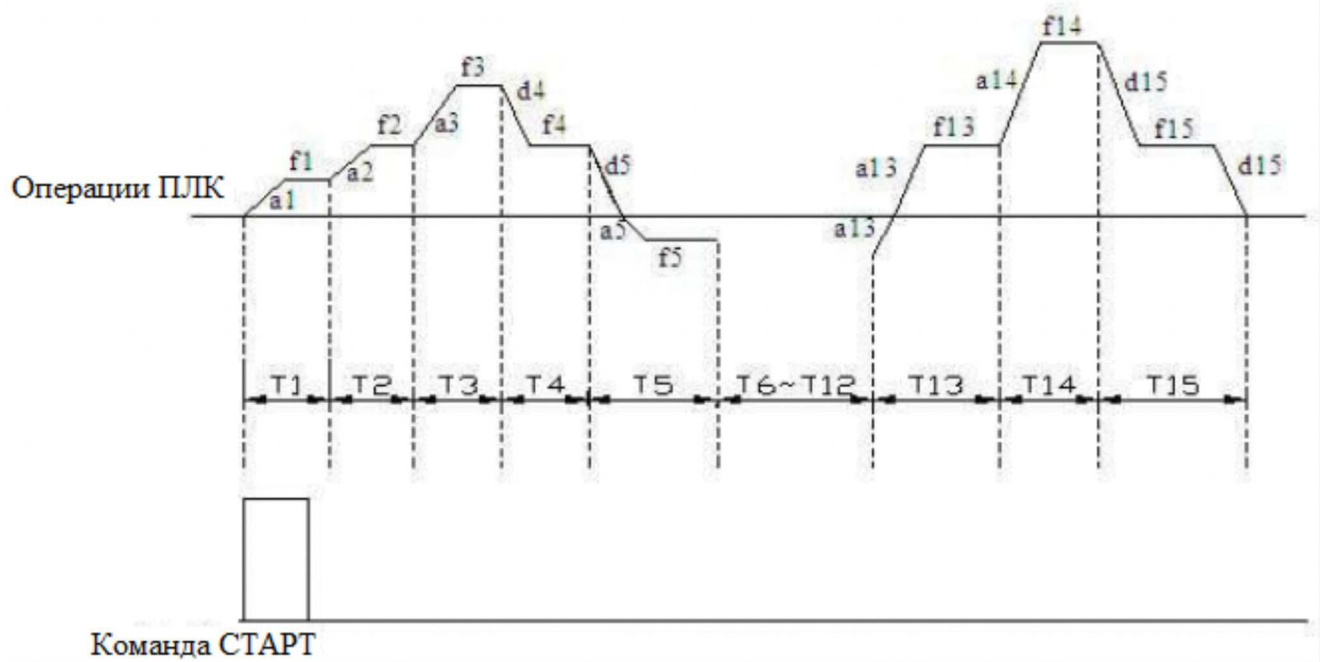 f14
f3
a14
d15
d4
f2
a3
f4
f13
f15
f1
a2
d5
a13
d15
Операции ПЛК
a1
a5
a13
f5
T1 T2 T3 T4 T5 T6~T12 T13 T14 T15
Команда СТАРТ